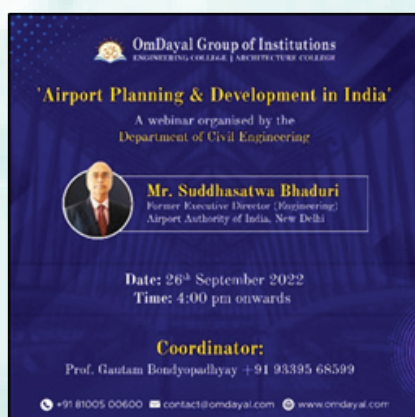 OmDayal Group of Institutions
ENGINEERING COLLEGE | ARCHITECTURE COLLEGE
'Airport Planning & Development in India'
A webinar organised by the
Department of Civil Engineering
Mr. Suddhasatwa Bhaduri
Former Executive Director (Engineering)
Airport Authority of India, New Delhi
Date: 26th September 2022
Time: 4:00 pm onwards
Coordinator:
Prof. Gautam Bondyopadhyay +91 93395 68599
+91 81005 00600 contact@omdayal.com www.omdayal.com